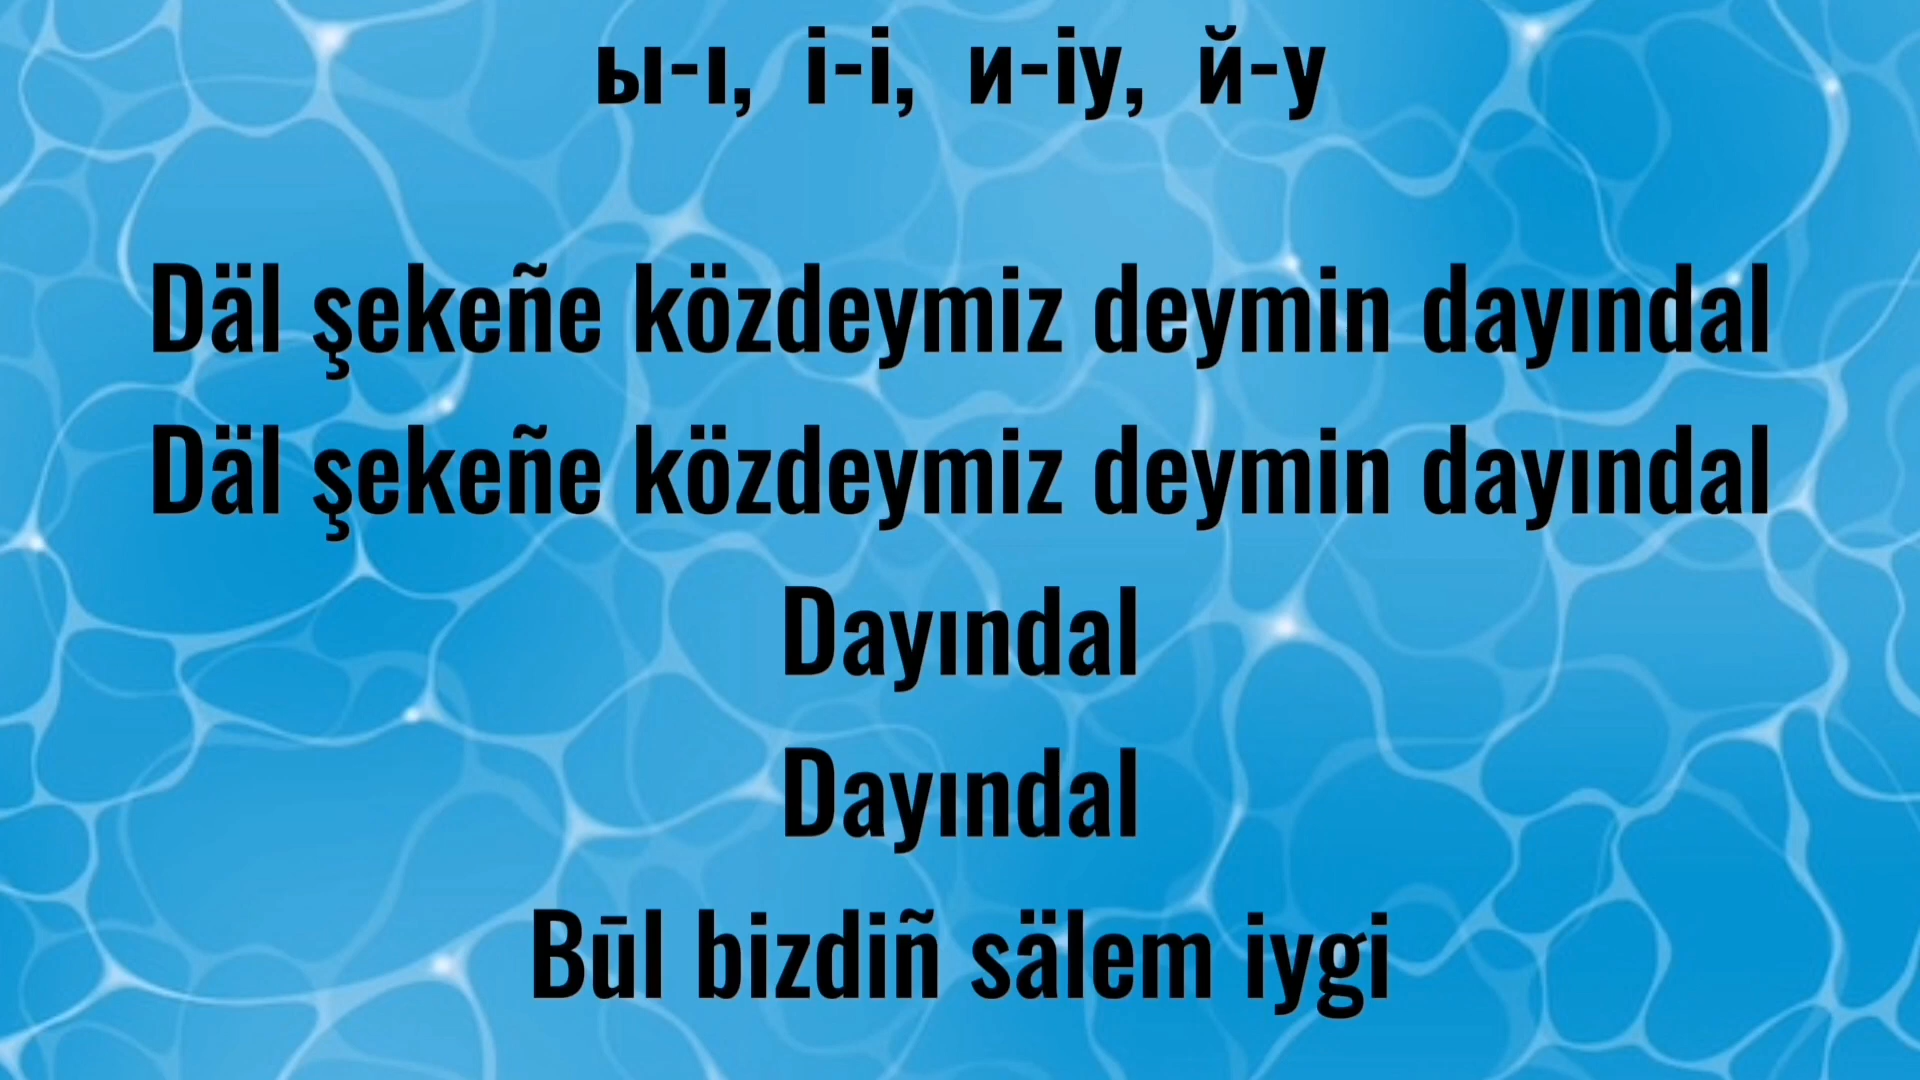 ы-ı, і-i, и-iy, й-y
Däl şekeñe közdeymiz deymin dayındal
Däl şekeñe közdeymiz deymin dayındal
Dayındal
Dayındal
Būl bizdiñ sälem iygi